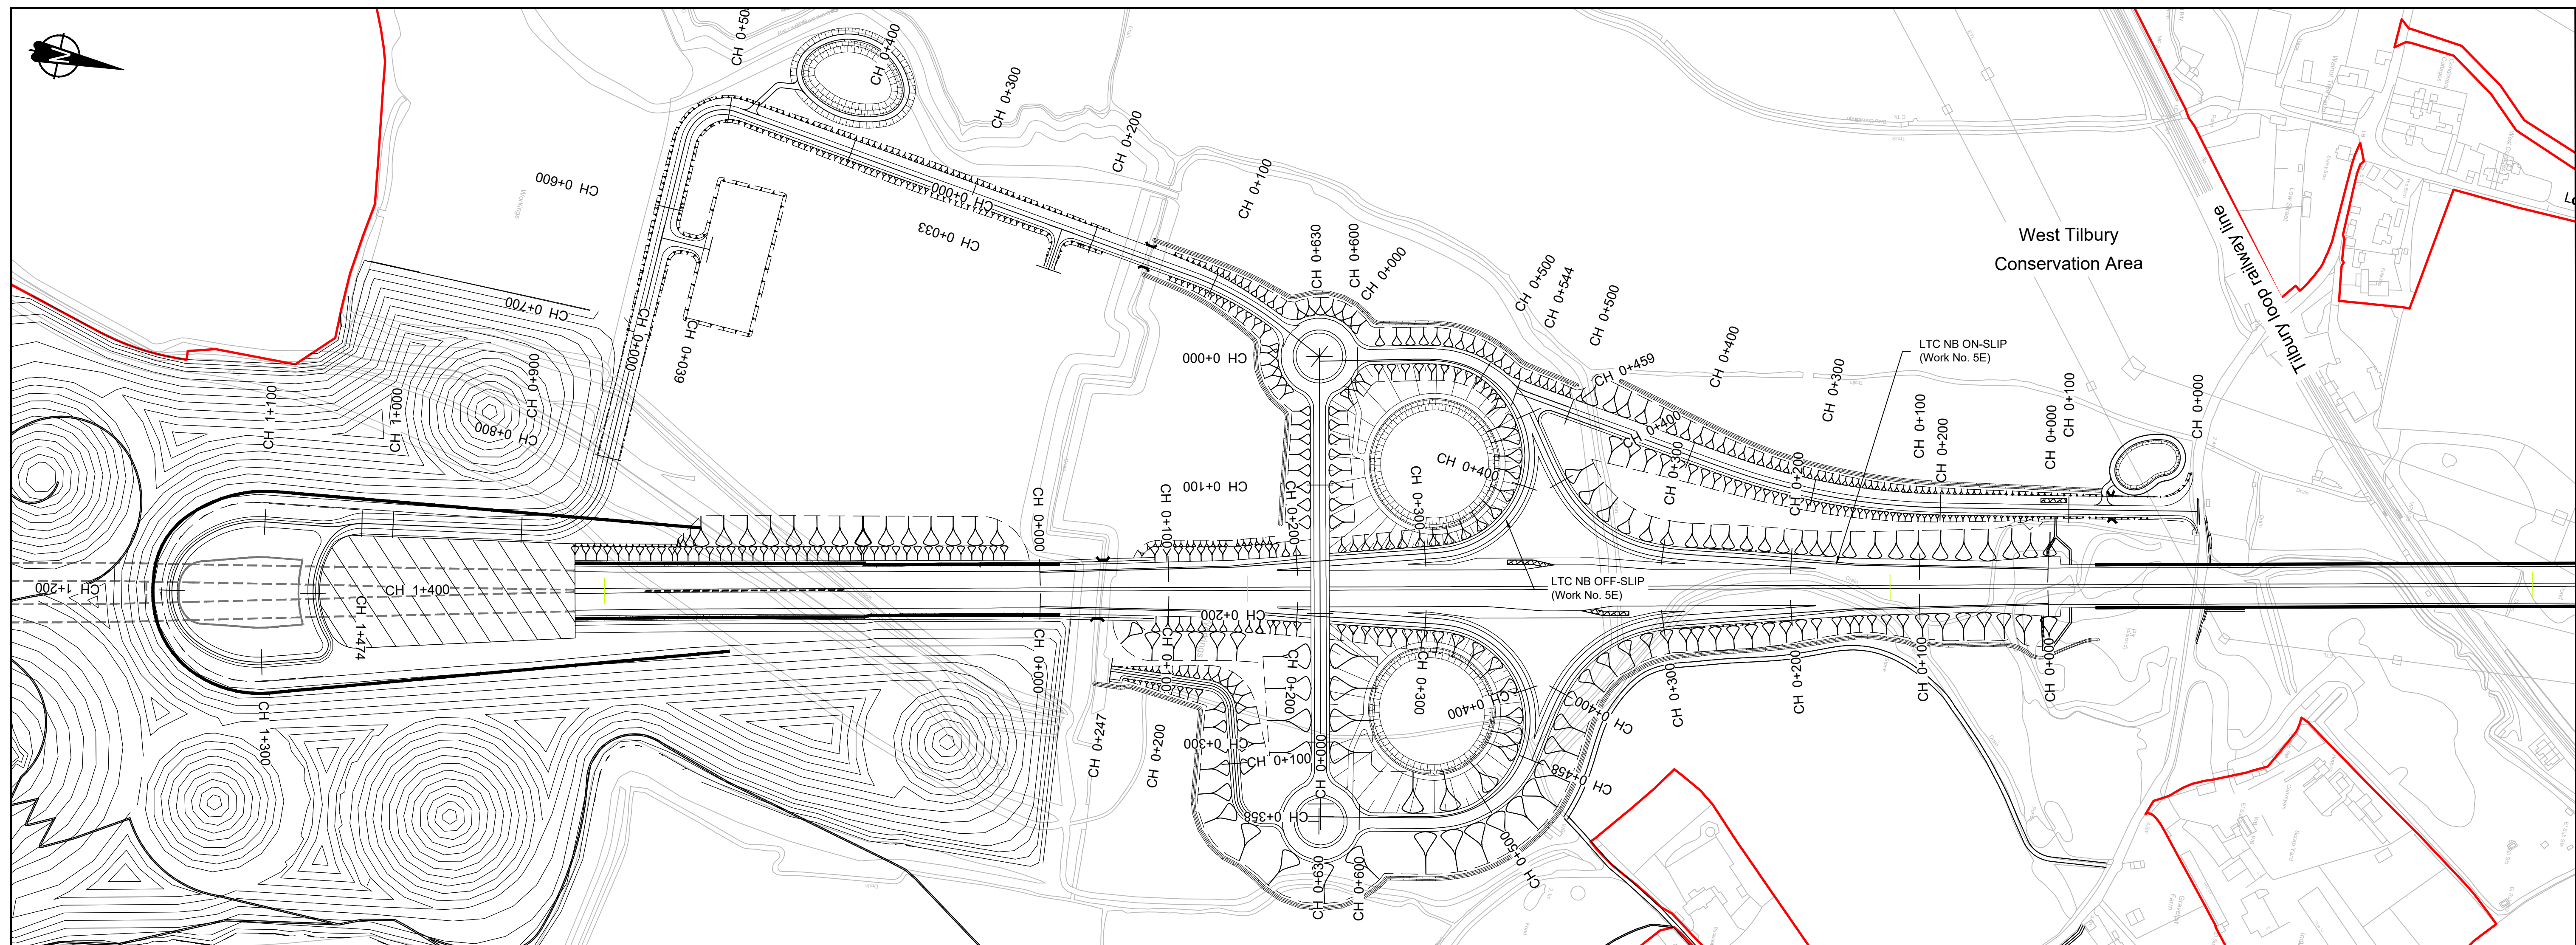 N
CH 0+500
CH 0+400
CH 0+300
CH 0+200
CH 0+100
CH 0+600
CH 0+000
CH 0+033
CH 0+630
CH 0+600
CH 0+000
CH 0+500
CH 0+544
CH 0+500
West Tilbury
Conservation Area
Tilbury loop railway line
Workings
CH 0+700
CH 0+000
CH 0+039
CH 0+900
CH 0+800
CH 1+000
CH 1+100
CH 0+000
CH 0+459
CH 0+400
CH 0+300
LTC NB ON-SLIP
(Work No. 5E)
CH 0+400
CH 0+300
CH 0+200
CH 0+100
CH 0+200
CH 0+000
CH 0+100
CH 0+000
CH 0+100
CH 0+400
CH 0+300
CH 0+200
CH 0+100
CH 0+000
CH 1+200
CH 1+400
CH 1+474
LTC NB OFF-SLIP
(Work No. 5E)
CH 0+200
CH 0+000
CH 0+100
CH 0+200
CH 0+300
CH 0+400
CH 0+400
CH 0+300
CH 0+200
CH 0+100
CH 0+000
CH 1+300
CH 0+247
CH 0+200
CH 0+300
CH 0+100
CH 0+000
CH 0+458
CH 0+358
CH 0+500
CH 0+630
CH 0+600
Low Street
Gravelpit
Farm
Drain
Track